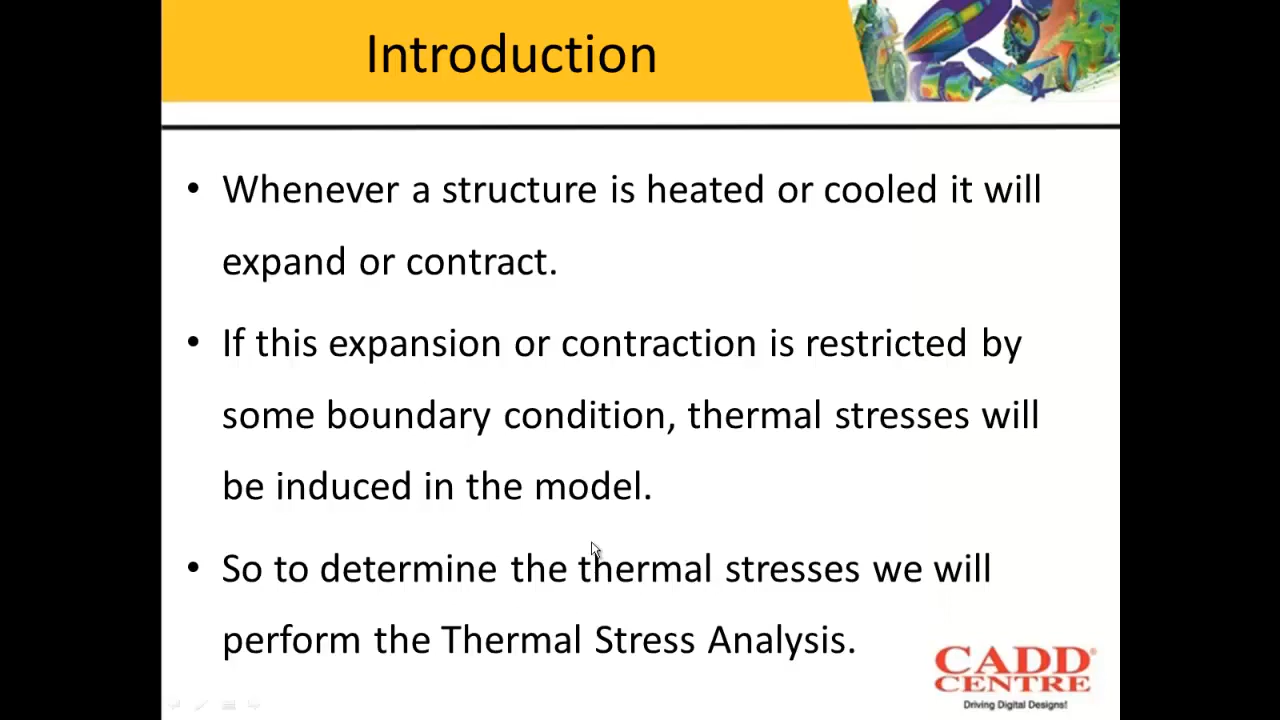 Introduction
• Whenever a structure is heated or cooled it will
expand or contract.
• If this expansion or contraction is restricted by
some boundary condition, thermal stresses will
be induced in the model.
• So to determine the thermal stresses we will
perform the Thermal Stress Analysis.
CADD®
CENTRE
Driving Digital Designs!